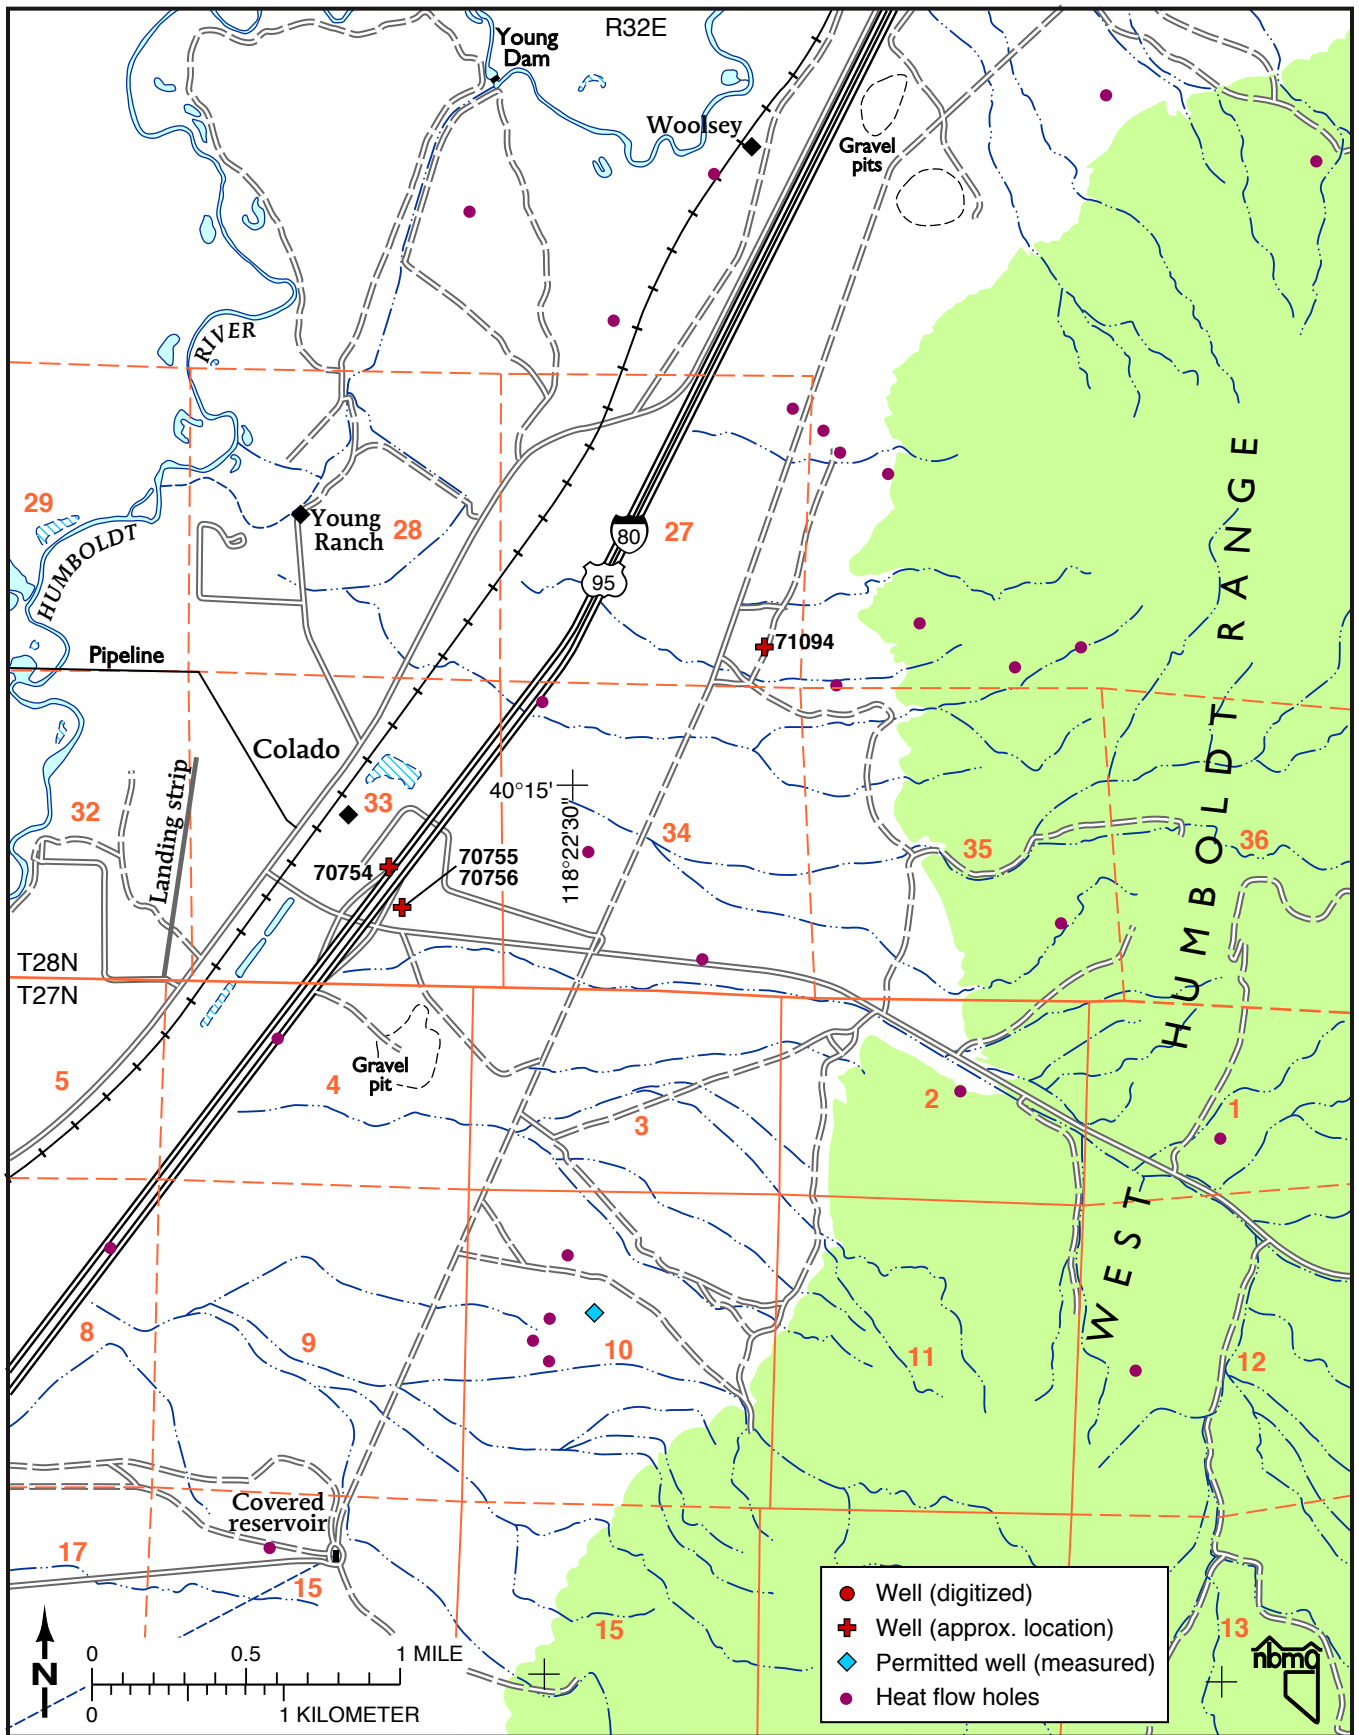 R32E
Young
Dam
Woolsey
Gravel
pits
RIVER
29
HUMBOLDT
Young
Ranch
28
80
95
27
71094
Pipeline
Colado
33
32
Landing strip
40°15'
118°22'30"
34
35
36
70754
70755
70756
T28N
T27N
WEST HUMBOLDT RANGE
5
4
Gravel
pit
3
2
1
8
9
10
11
12
Covered
reservoir
17
15
15
13
N
0 0.5 1 MILE
0 1 KILOMETER
Well (digitized)
Well (approx. location)
Permitted well (measured)
Heat flow holes
nbmg